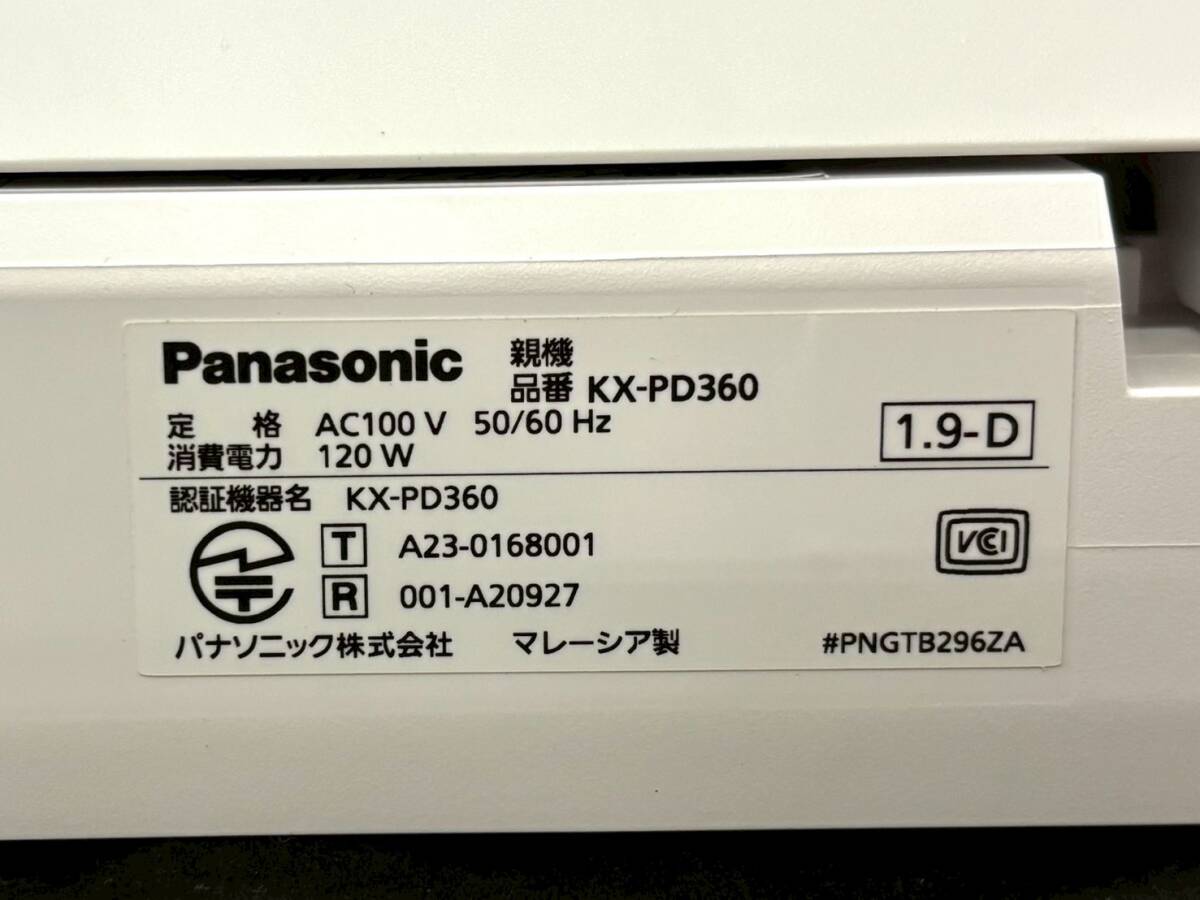 Panasonic 親機
品番 KX-PD360
定 格 AC100 V 50/60 Hz
消費電力 120 W
1.9-D
認証機器名 KX-PD360
T A23-0168001
R 001-A20927
VCCI
パナソニック株式会社 マレーシア製 #PNGTB296ZA